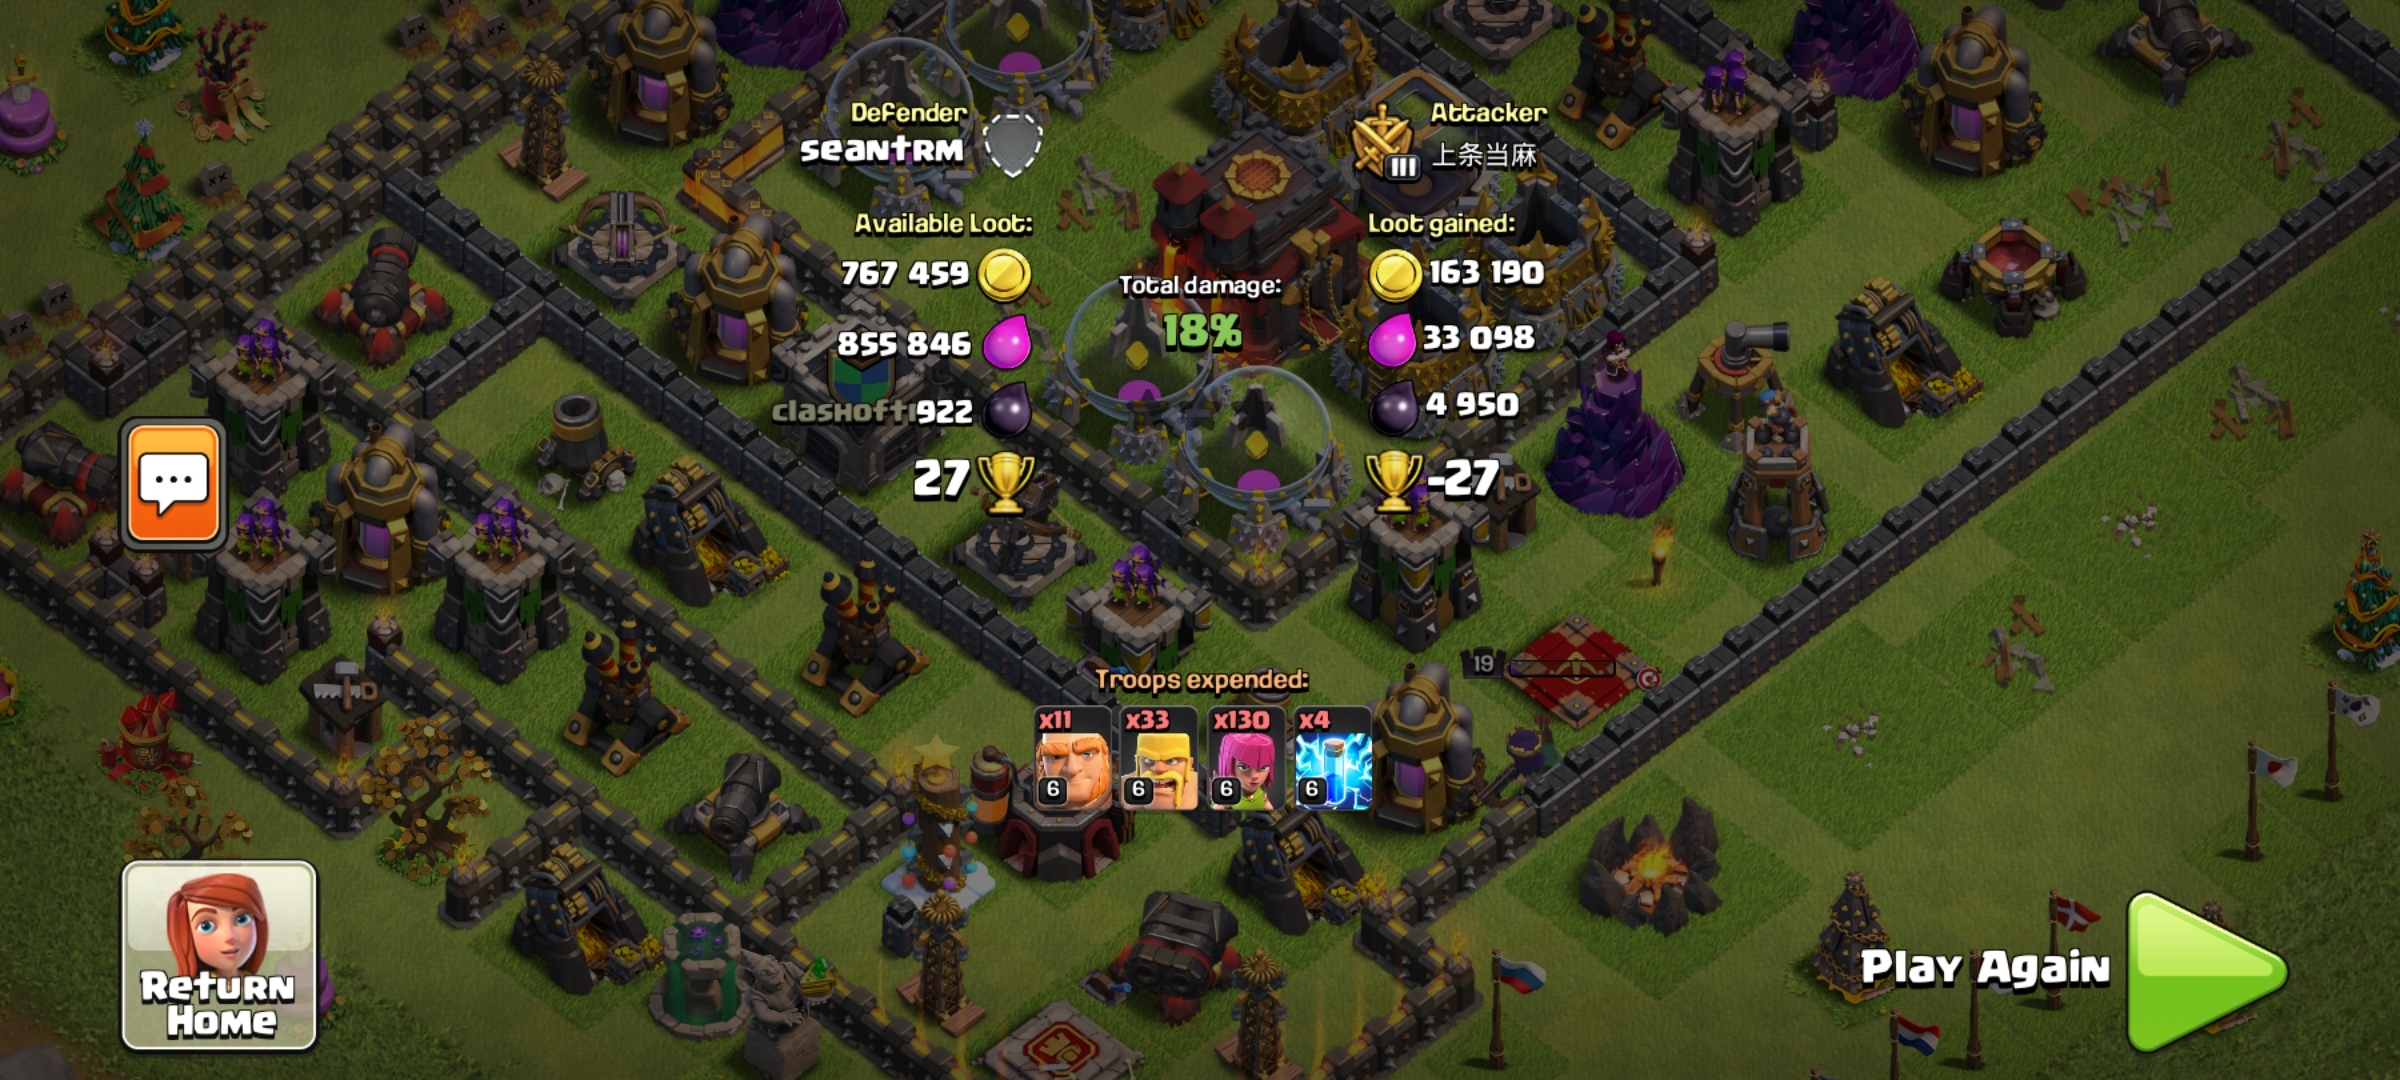 Defender
seantRM
Attacker
上条当麻
III
Available Loot:
767 459
855 846
922
27
clashoft
Total damage:
18%
Loot gained:
163 190
33 098
4 950
-27
19
Troops expended:
x11
x33
x130
x4
6
6
6
6
Return
Home
Play Again